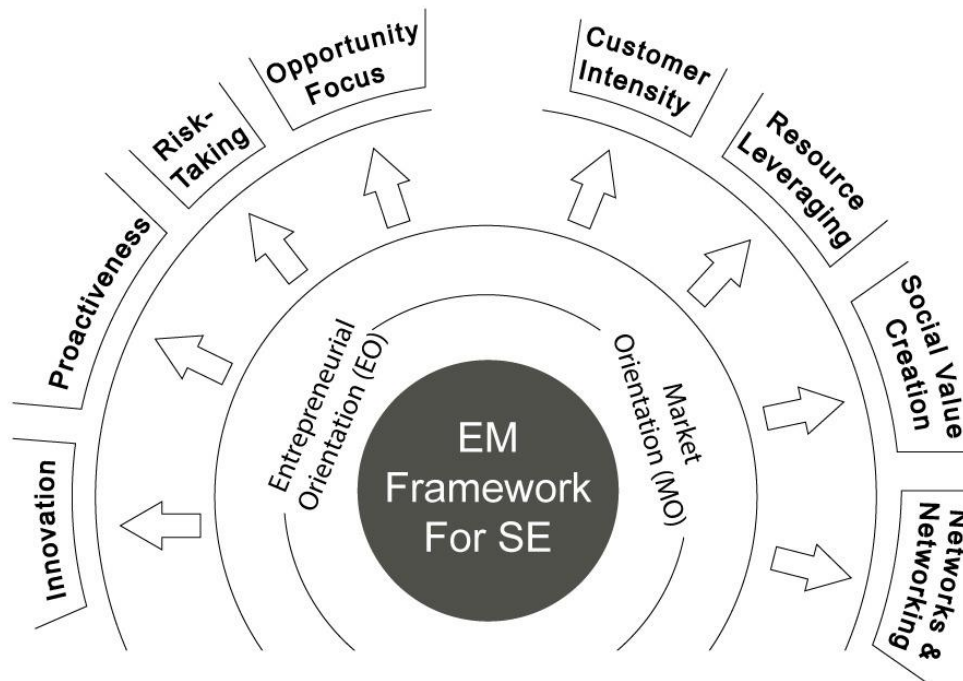 Opportunity
Focus
Customer
Intensity
Risk-
Taking
Resource
Leveraging
Proactiveness
Social Value
Creation
Innovation
Networks &
Networking
Entrepreneurial
Orientation (EO)
Market
Orientation (MO)
EM
Framework
For SE